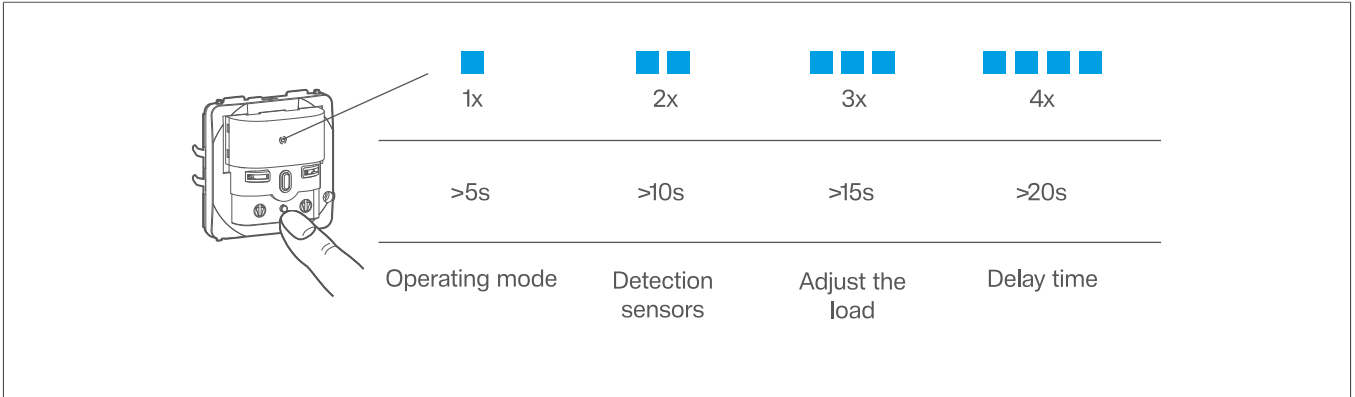 1x 2x 3x 4x
>5s >10s >15s >20s
Operating mode Detection sensors Adjust the load Delay time